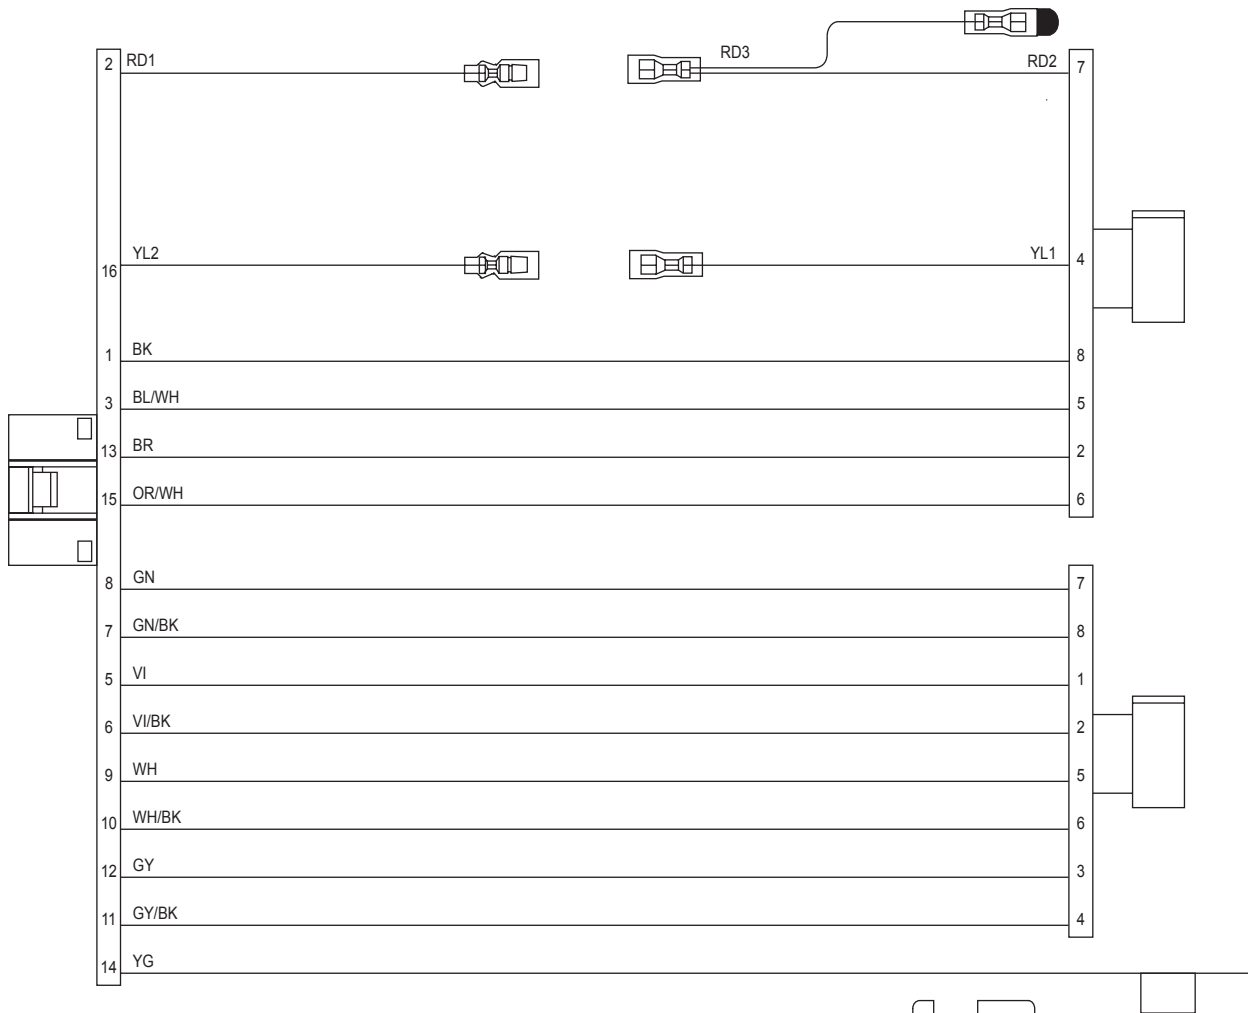 2 RD1 RD3 RD2 7
16 YL2 YL1 4
1 BK 8
3 BL/WH 5
13 BR 2
15 OR/WH 6
8 GN 7
7 GN/BK 8
5 VI 1
6 VI/BK 2
9 WH 5
10 WH/BK 6
12 GY 3
11 GY/BK 4
14 YG